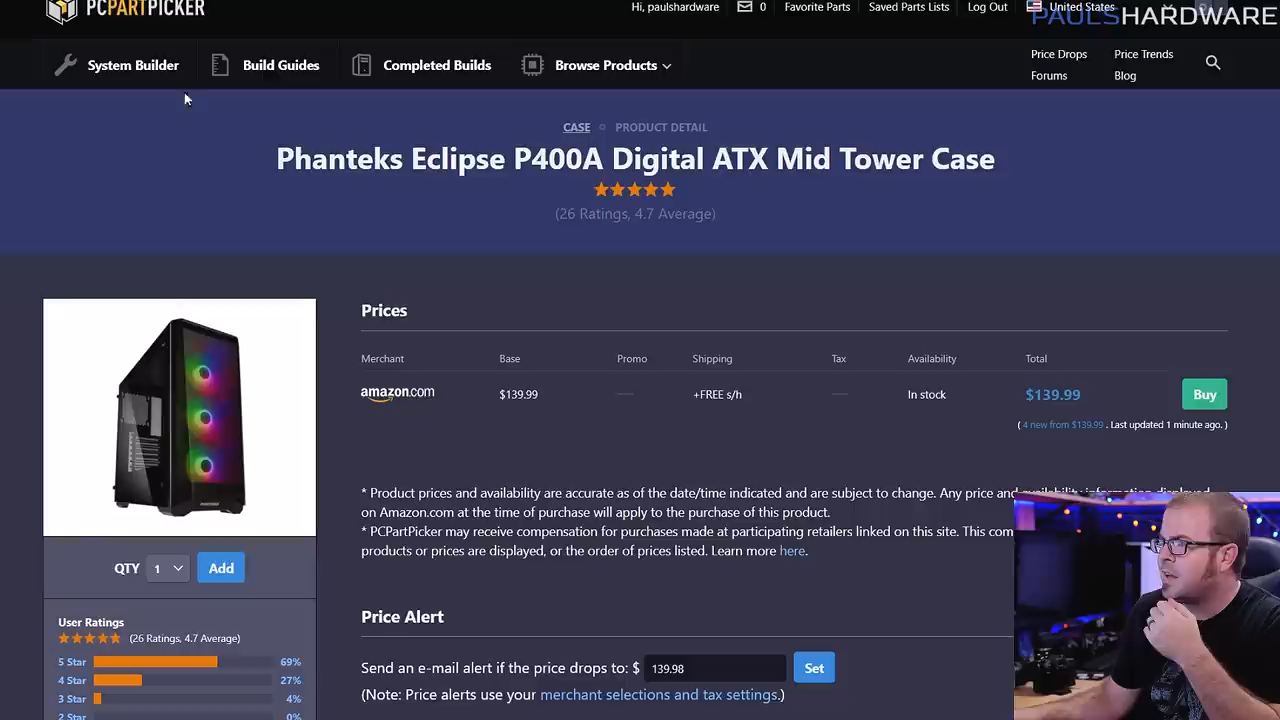 PCPARTPICKER
Hi, paulshardware
0
Favorite Parts
Saved Parts Lists
Log Out
United States
PAULSHARDWARE
System Builder
Build Guides
Completed Builds
Browse Products
Price Drops
Price Trends
Forums
Blog
CASE
PRODUCT DETAIL
Phanteks Eclipse P400A Digital ATX Mid Tower Case
(26 Ratings, 4.7 Average)
Prices
Merchant Base Promo Shipping Tax Availability Total
amazon.com $139.99 — +FREE s/h — In stock $139.99 Buy
( 4 new from $139.99 . Last updated 1 minute ago. )
* Product prices and availability are accurate as of the date/time indicated and are subject to change. Any price and availability information displayed
on Amazon.com at the time of purchase will apply to the purchase of this product.
* PCPartPicker may receive compensation for purchases made at participating retailers linked on this site. This com
products or prices are displayed, or the order of prices listed. Learn more here.
QTY 1 Add
User Ratings
(26 Ratings, 4.7 Average)
5 Star 69%
4 Star 27%
3 Star 4%
2 Star 0%
Price Alert
Send an e-mail alert if the price drops to: $ 139.98 Set
(Note: Price alerts use your merchant selections and tax settings.)